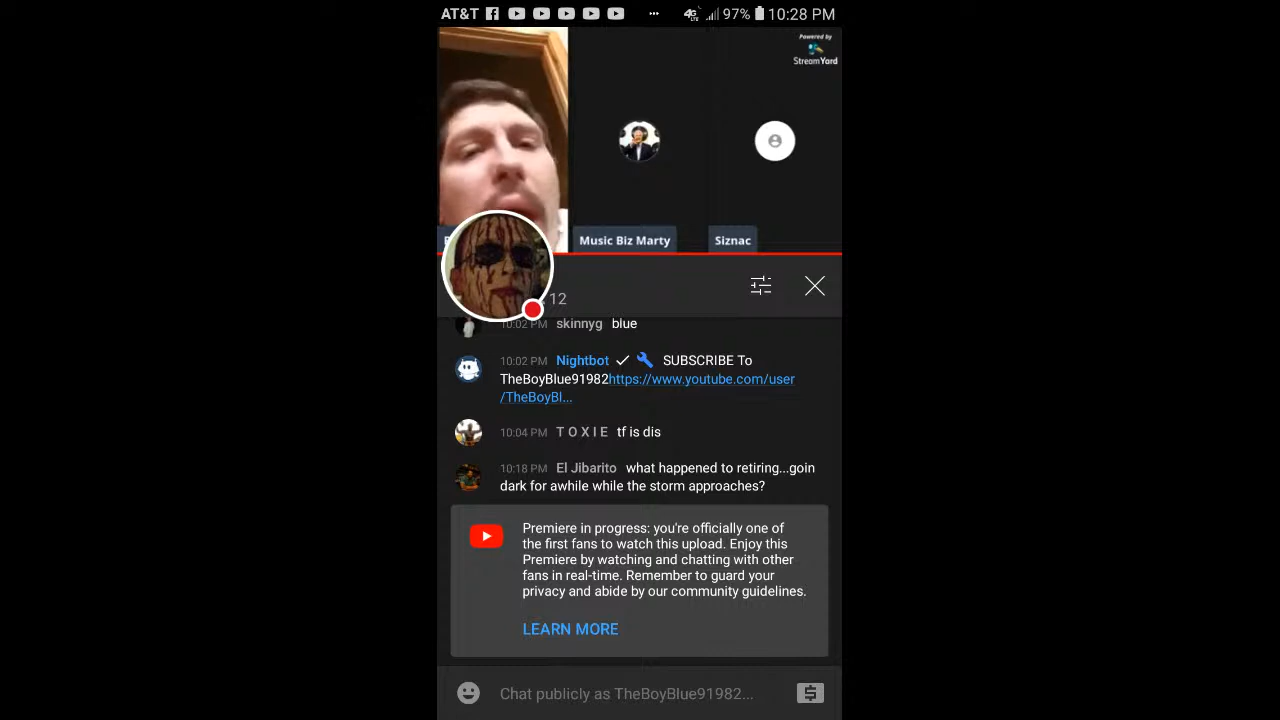 AT&T 97% 10:28 PM
Powered by
StreamYard
Music Biz Marty
Siznac
12
10:02 PM skinnyg blue
10:02 PM Nightbot SUBSCRIBE To
TheBoyBlue91982https://www.youtube.com/user
/TheBoyBl...
10:04 PM T O X I E tf is dis
10:18 PM El Jibarito what happened to retiring...goin
dark for awhile while the storm approaches?
Premiere in progress: you're officially one of
the first fans to watch this upload. Enjoy this
Premiere by watching and chatting with other
fans in real-time. Remember to guard your
privacy and abide by our community guidelines.
LEARN MORE
Chat publicly as TheBoyBlue91982...